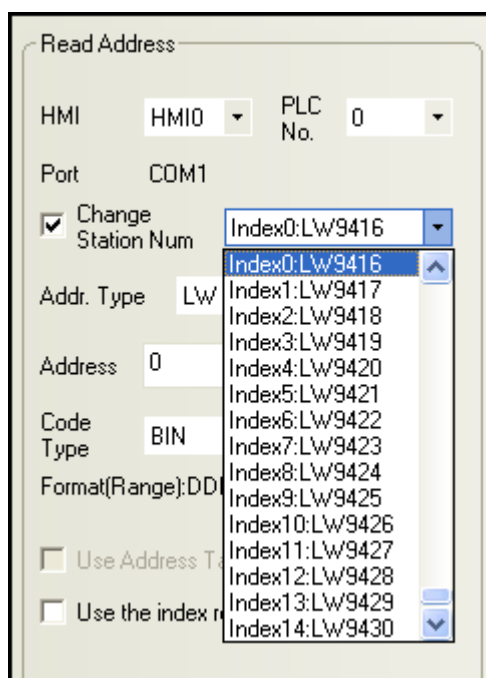 Read Address
HMI HMI0 PLC No. 0
Port COM1
Change Station Num Index0:LW9416
Index0:LW9416
Index1:LW9417
Addr. Type LW Index2:LW9418
Index3:LW9419
Index4:LW9420
Address 0 Index5:LW9421
Index6:LW9422
Code Type BIN Index7:LW9423
Index8:LW9424
Format(Range):DD Index9:LW9425
Index10:LW9426
Use Address Index11:LW9427
Index12:LW9428
Use the index Index13:LW9429
Index14:LW9430